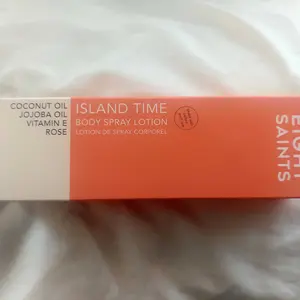 COCONUT OIL
JOJOBA OIL
VITAMIN E
ROSE
ISLAND TIME
BODY SPRAY LOTION
LOTION DE SPRAY CORPOREL
EIGHT
SAINTS